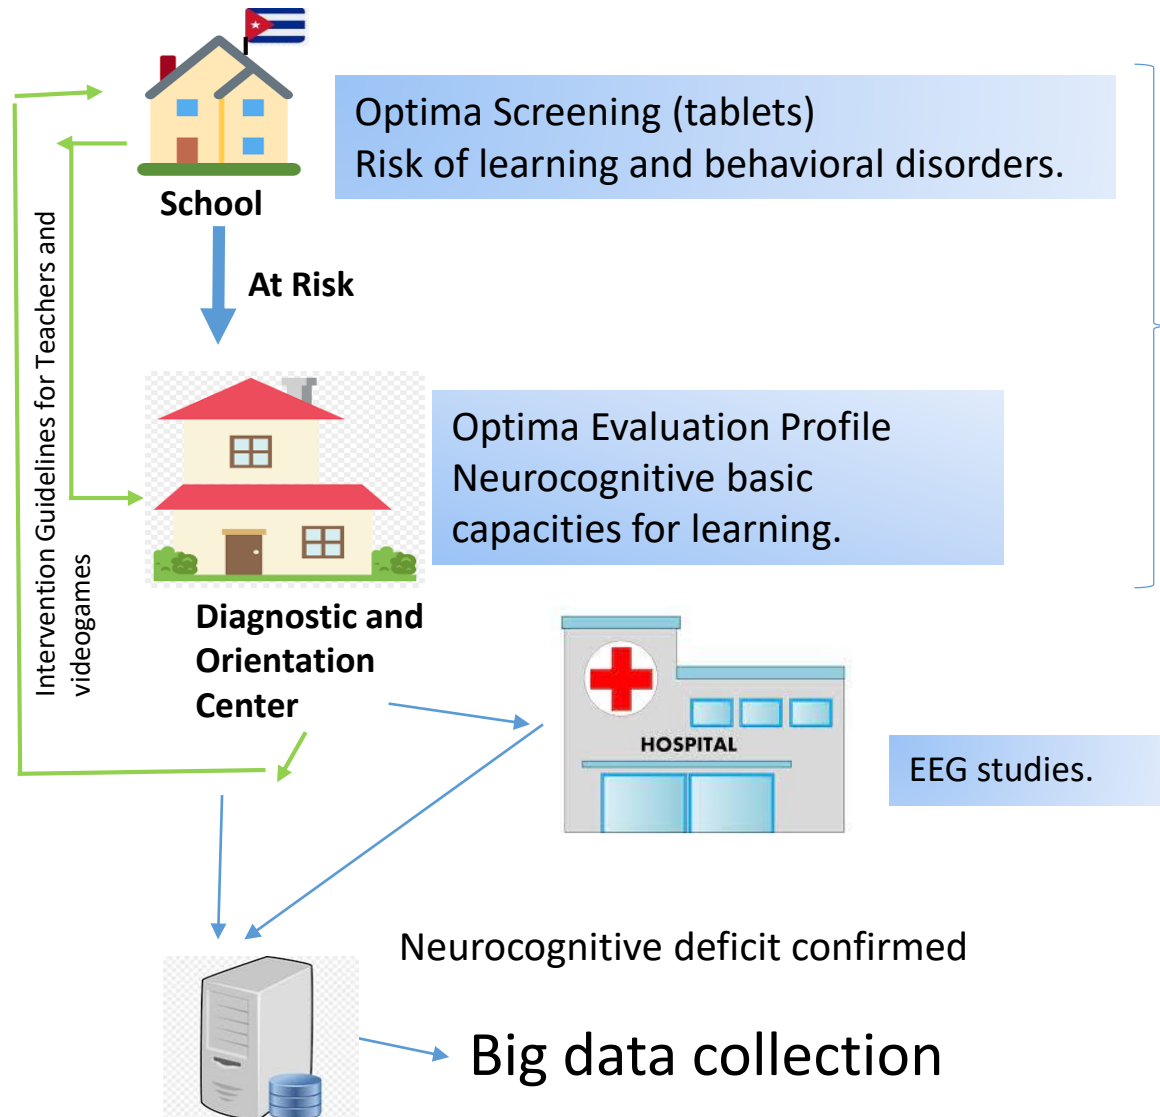 Optima Screening (tablets)
Risk of learning and behavioral disorders.
School
At Risk
Intervention Guidelines for Teachers and
videogames
Optima Evaluation Profile
Neurocognitive basic
capacities for learning.
Diagnostic and
Orientation
Center
HOSPITAL
EEG studies.
Neurocognitive deficit confirmed
Big data collection